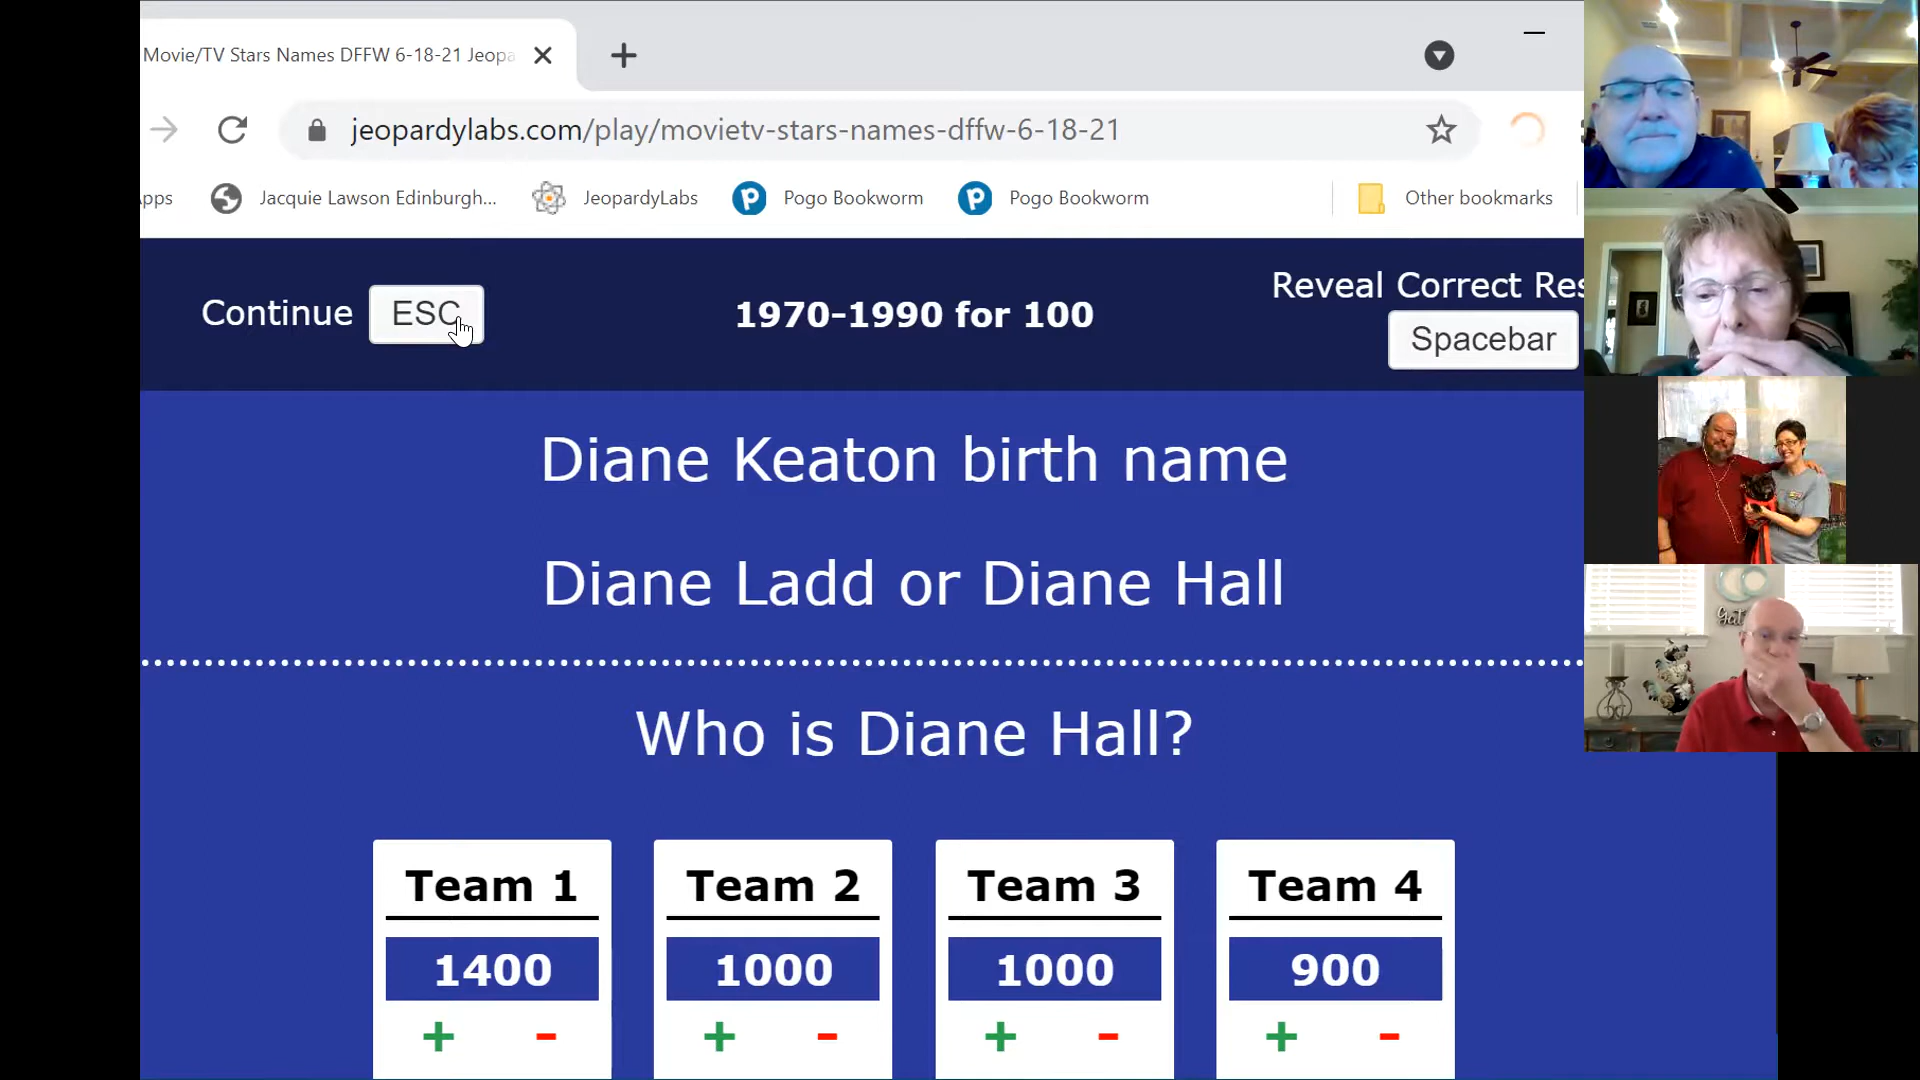 Movie/TV Stars Names DFFW 6-18-21 Jeopa
jeopardylabs.com/play/movietv-stars-names-dffw-6-18-21
pps
Jacquie Lawson Edinburgh...
JeopardyLabs
Pogo Bookworm
Pogo Bookworm
Other bookmarks
Continue ESC
1970-1990 for 100
Reveal Correct Res
Spacebar
Diane Keaton birth name
Diane Ladd or Diane Hall
Who is Diane Hall?
Team 1 Team 2 Team 3 Team 4
1400 1000 1000 900
+ - + - + - + -